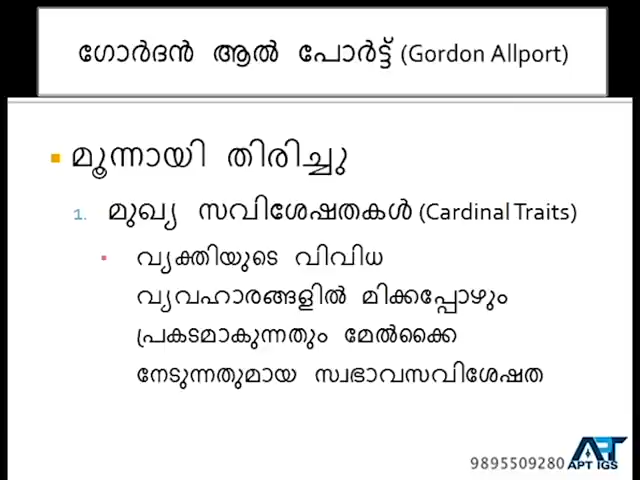 ഗോർദൻ ആൽ പോർട്ട് (Gordon Allport)
മൂന്നായി തിരിച്ചു
1. മുഖ്യ സവിശേഷതകൾ (Cardinal Traits)
വ്യക്തിയുടെ വിവിധ
വ്യവഹാരങ്ങളിൽ മിക്കപ്പോഴും
പ്രകടമാകുന്നതും മേൽക്കൈ
നേടുന്നതുമായ സ്വഭാവസവിശേഷത
9895509280
APT IGS